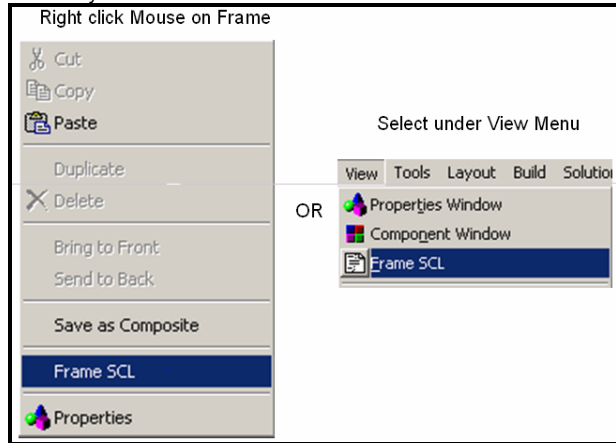 Right click Mouse on Frame
Cut
Copy
Paste
Duplicate
Delete
Bring to Front
Send to Back
Save as Composite
Frame SCL
Properties
OR
Select under View Menu
View Tools Layout Build Solutio
Properties Window
Component Window
Frame SCL